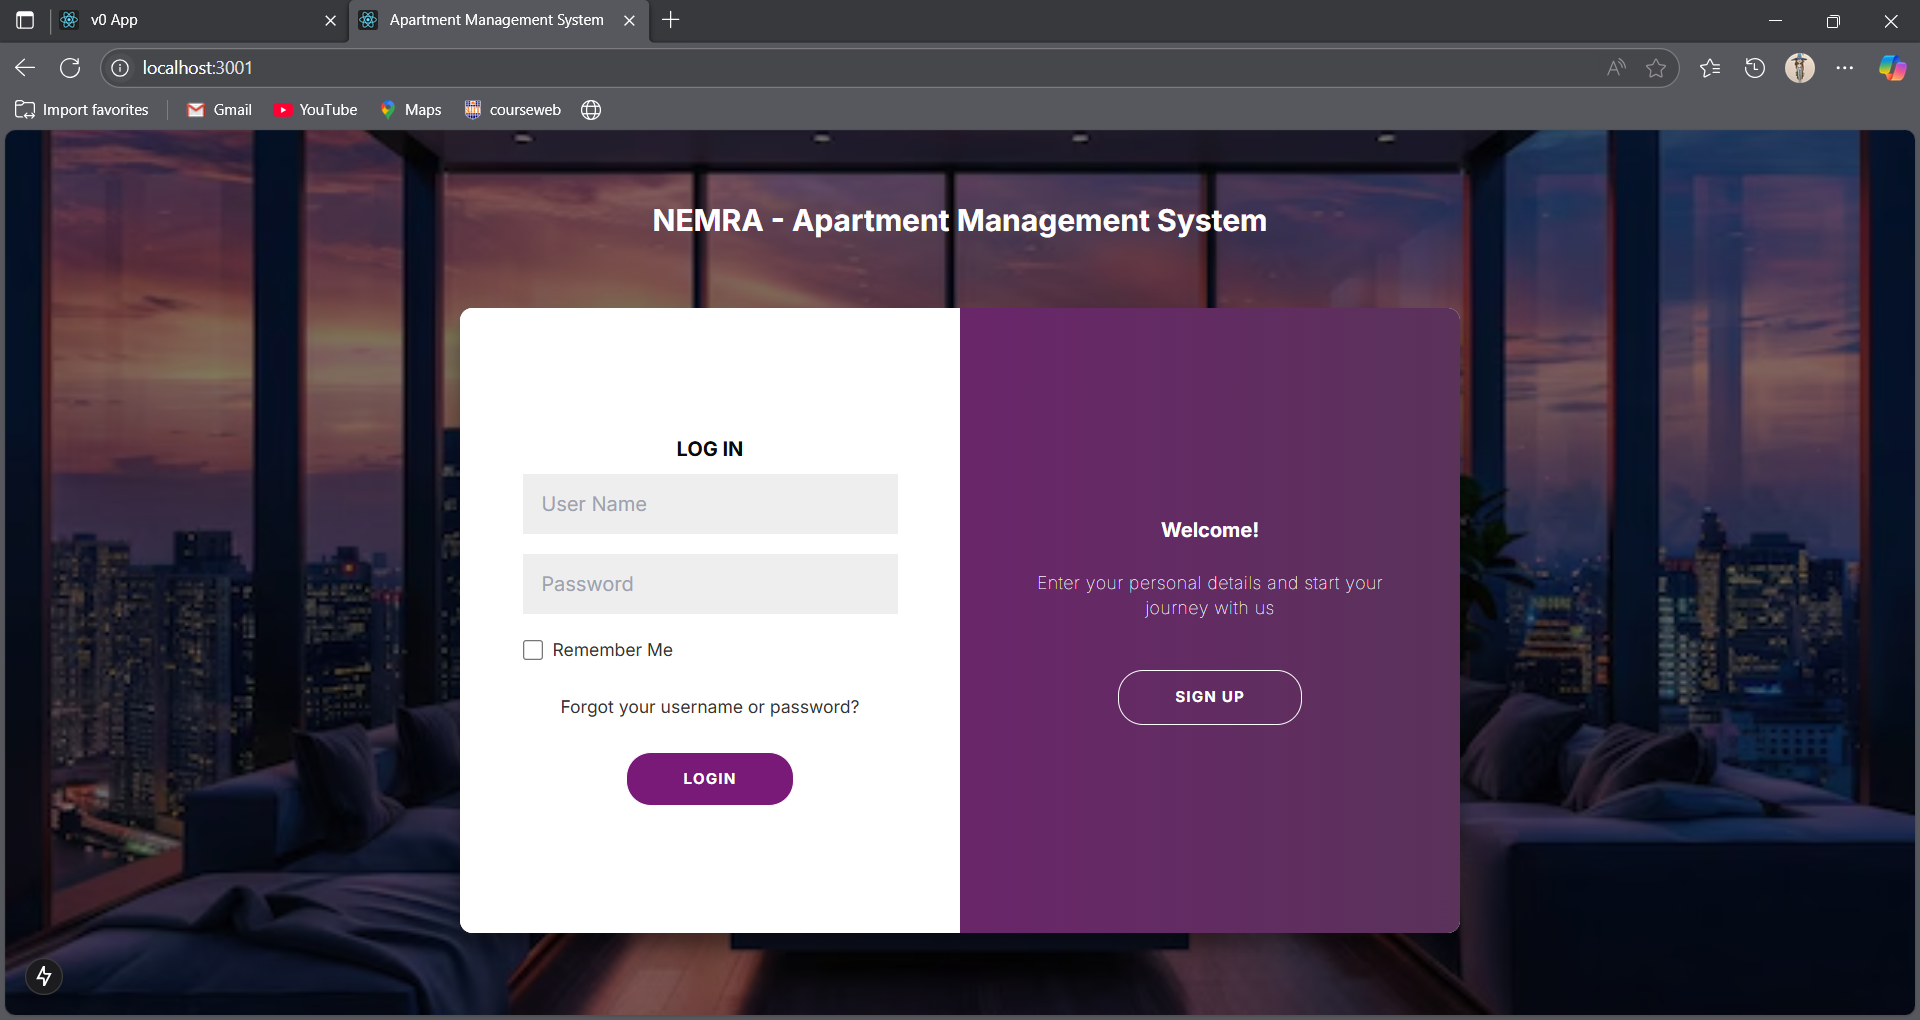 v0 App
Apartment Management System
localhost:3001
Import favorites
Gmail
YouTube
Maps
courseweb
NEMRA - Apartment Management System
LOG IN
User Name
Password
Remember Me
Forgot your username or password?
LOGIN
Welcome!
Enter your personal details and start your
journey with us
SIGN UP